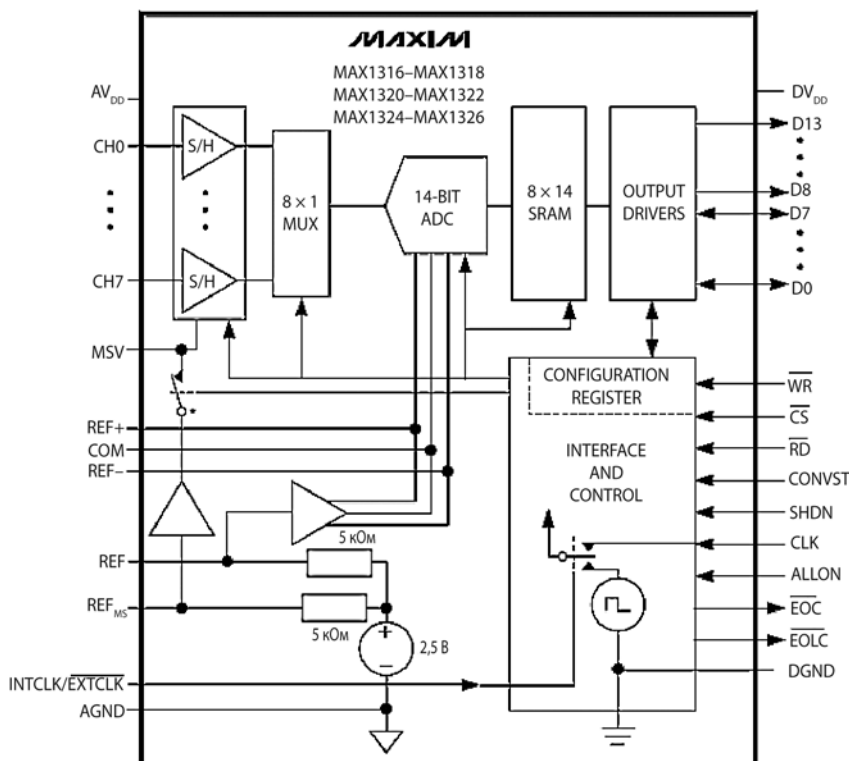 MAXIM
MAX1316–MAX1318
MAX1320–MAX1322
MAX1324–MAX1326
AVDD
DVDD
CH0
S/H
8 × 1
MUX
14-BIT
ADC
8 × 14
SRAM
OUTPUT
DRIVERS
D13
D8
D7
D0
CH7
S/H
MSV
*
REF+
COM
REF–
CONFIGURATION
REGISTER
INTERFACE
AND
CONTROL
WR
CS
RD
CONVST
SHDN
CLK
ALLON
EOC
EOLC
DGND
5 кОм
REF
REFMS
5 кОм
+
–
2,5 В
INTCLK/EXTCLK
AGND